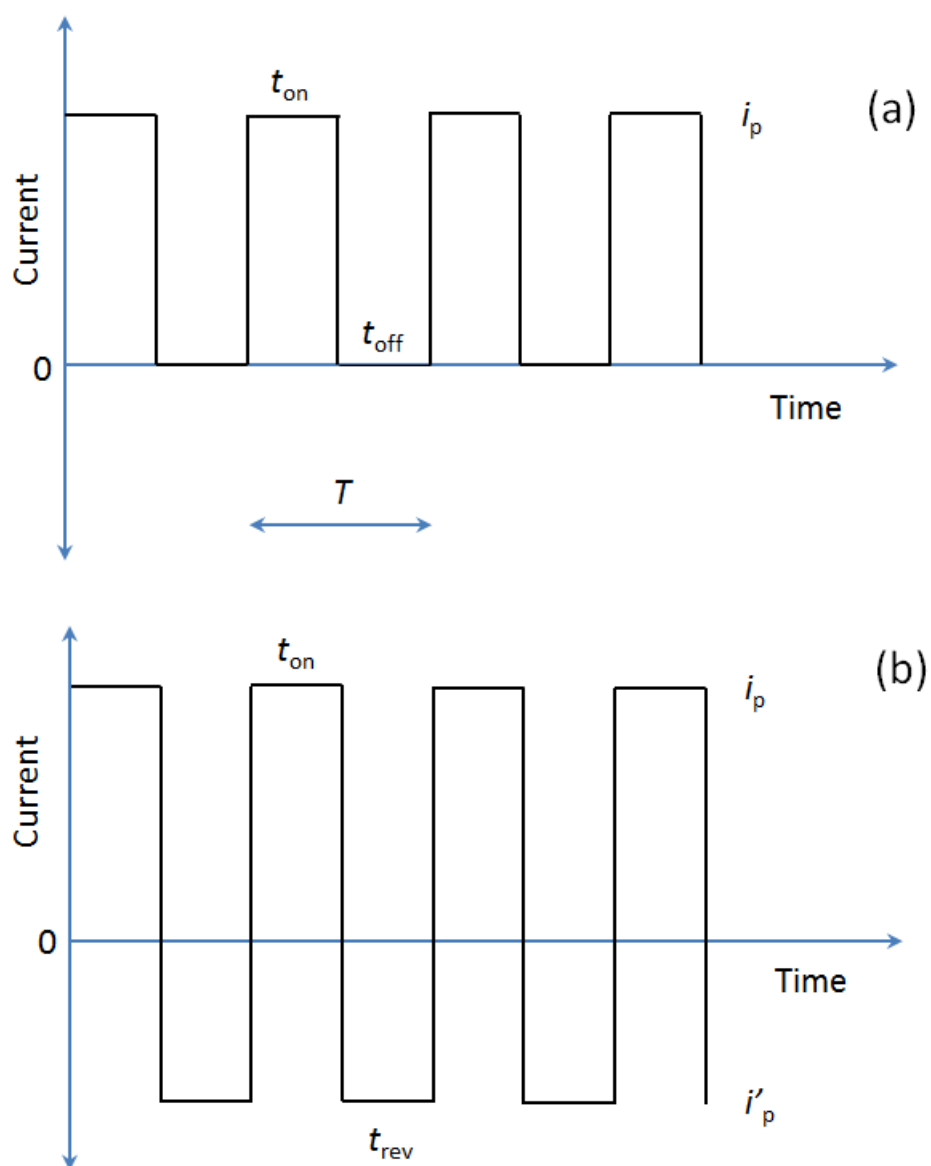 t_on
i_p
(a)
Current
t_off
0
Time
T
t_on
i_p
(b)
Current
0
Time
i'_p
t_rev